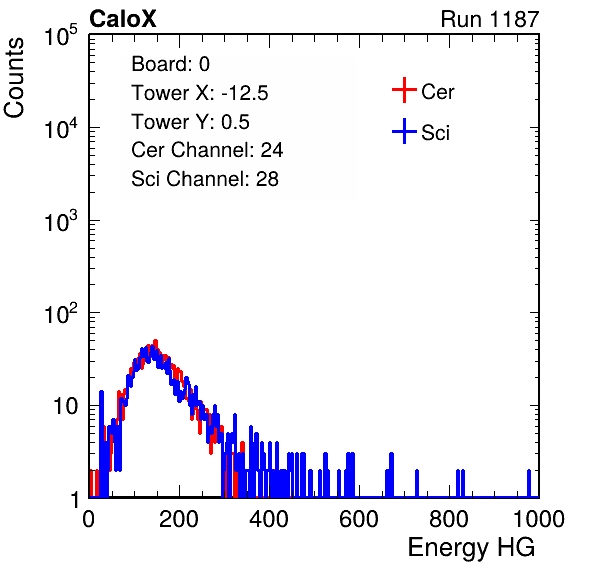 CaloX Run 1187
Counts
10^5
10^4
10^3
10^2
10
1
Board: 0
Tower X: -12.5
Tower Y: 0.5
Cer Channel: 24
Sci Channel: 28
Cer
Sci
0 200 400 600 800 1000
Energy HG